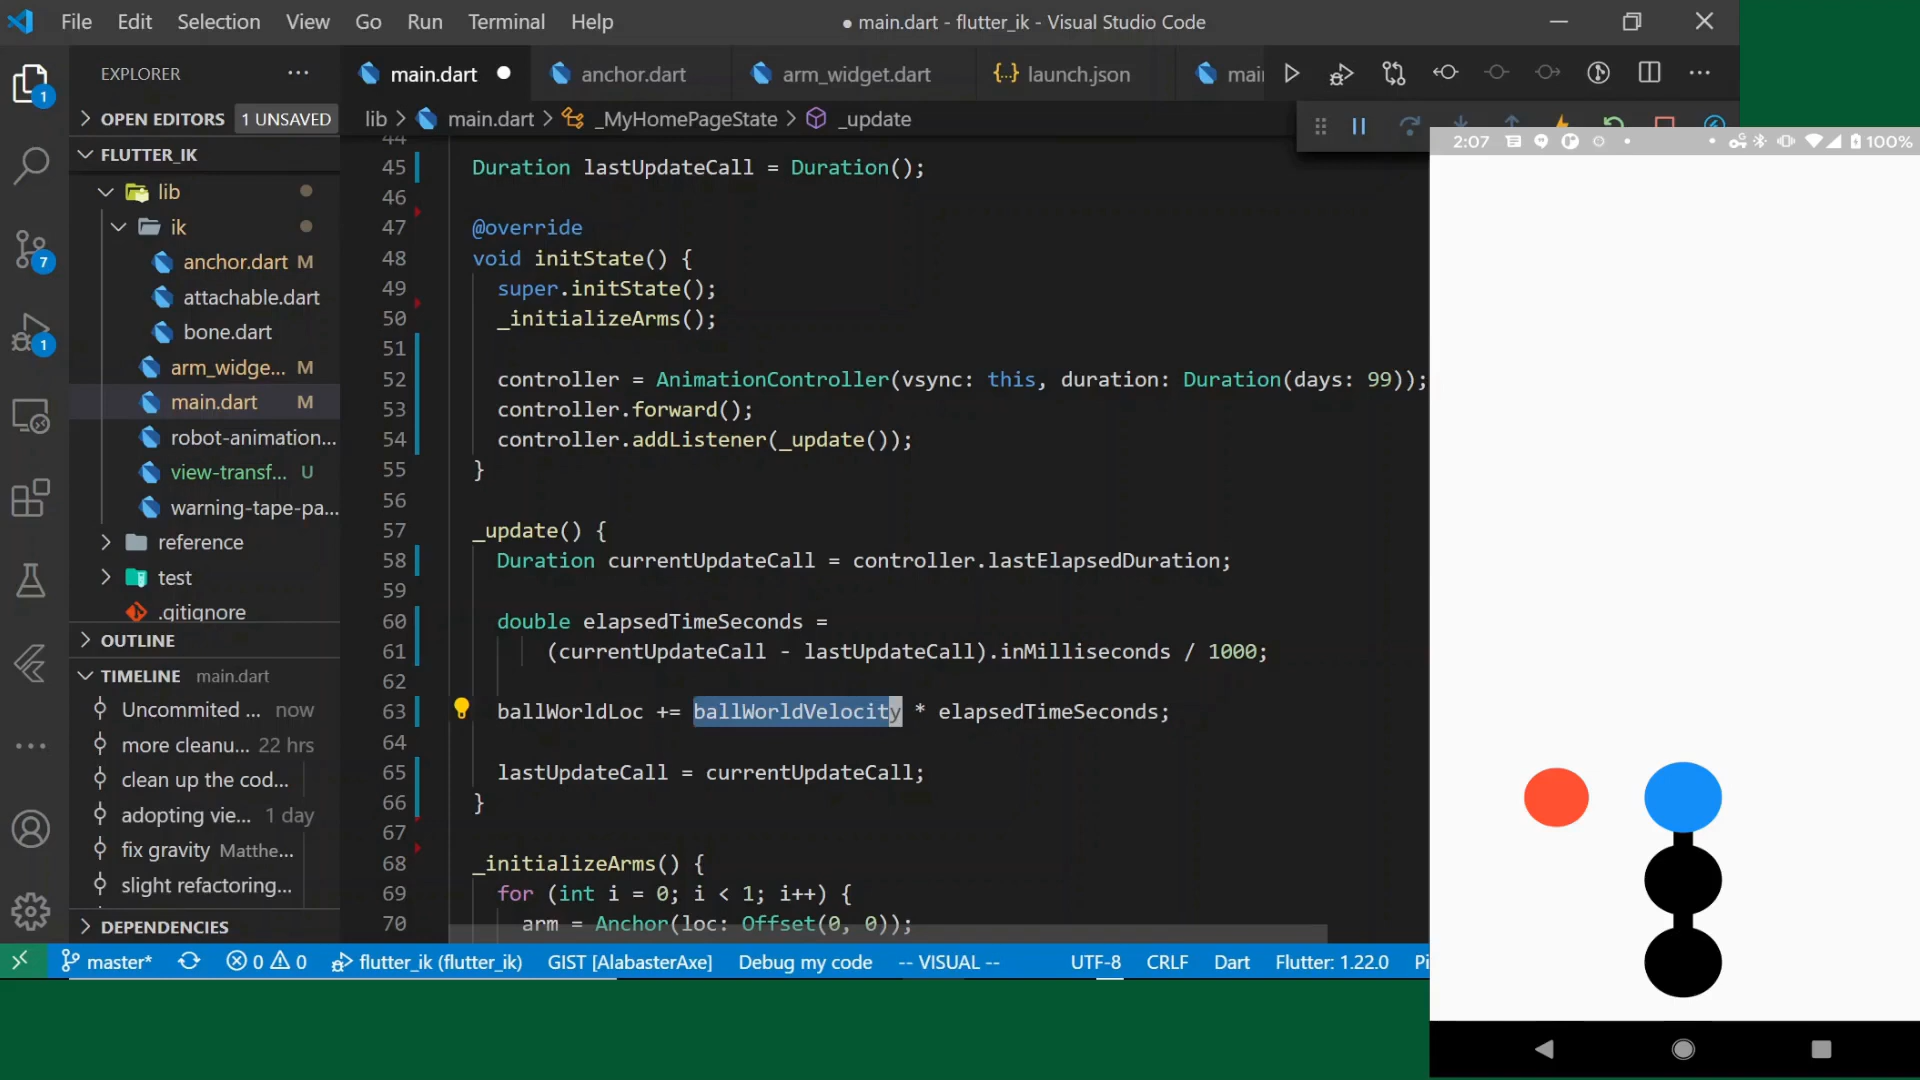 File Edit Selection View Go Run Terminal Help
● main.dart - flutter_ik - Visual Studio Code
EXPLORER
main.dart
anchor.dart
arm_widget.dart
launch.json
mai
OPEN EDITORS 1 UNSAVED
lib > main.dart > _MyHomePageState > _update
FLUTTER_IK
lib
ik
anchor.dart M
attachable.dart
bone.dart
arm_widge... M
main.dart M
robot-animation...
view-transf... U
warning-tape-pa...
reference
test
.gitignore
OUTLINE
TIMELINE main.dart
Uncommited ... now
more cleanu... 22 hrs
clean up the cod...
adopting vie... 1 day
fix gravity Matthe...
slight refactoring...
DEPENDENCIES
1
7
1
44
45 Duration lastUpdateCall = Duration();
46
47 @override
48 void initState() {
49 super.initState();
50 _initializeArms();
51
52 controller = AnimationController(vsync: this, duration: Duration(days: 99));
53 controller.forward();
54 controller.addListener(_update());
55 }
56
57 _update() {
58 Duration currentUpdateCall = controller.lastElapsedDuration;
59
60 double elapsedTimeSeconds =
61 (currentUpdateCall - lastUpdateCall).inMilliseconds / 1000;
62
63 ballWorldLoc += ballWorldVelocity * elapsedTimeSeconds;
64
65 lastUpdateCall = currentUpdateCall;
66 }
67
68 _initializeArms() {
69 for (int i = 0; i < 1; i++) {
70 arm = Anchor(loc: Offset(0, 0));
2:07
100%
master*
0 0
flutter_ik (flutter_ik)
GIST [AlabasterAxe]
Debug my code
-- VISUAL --
UTF-8
CRLF
Dart
Flutter: 1.22.0
Pi